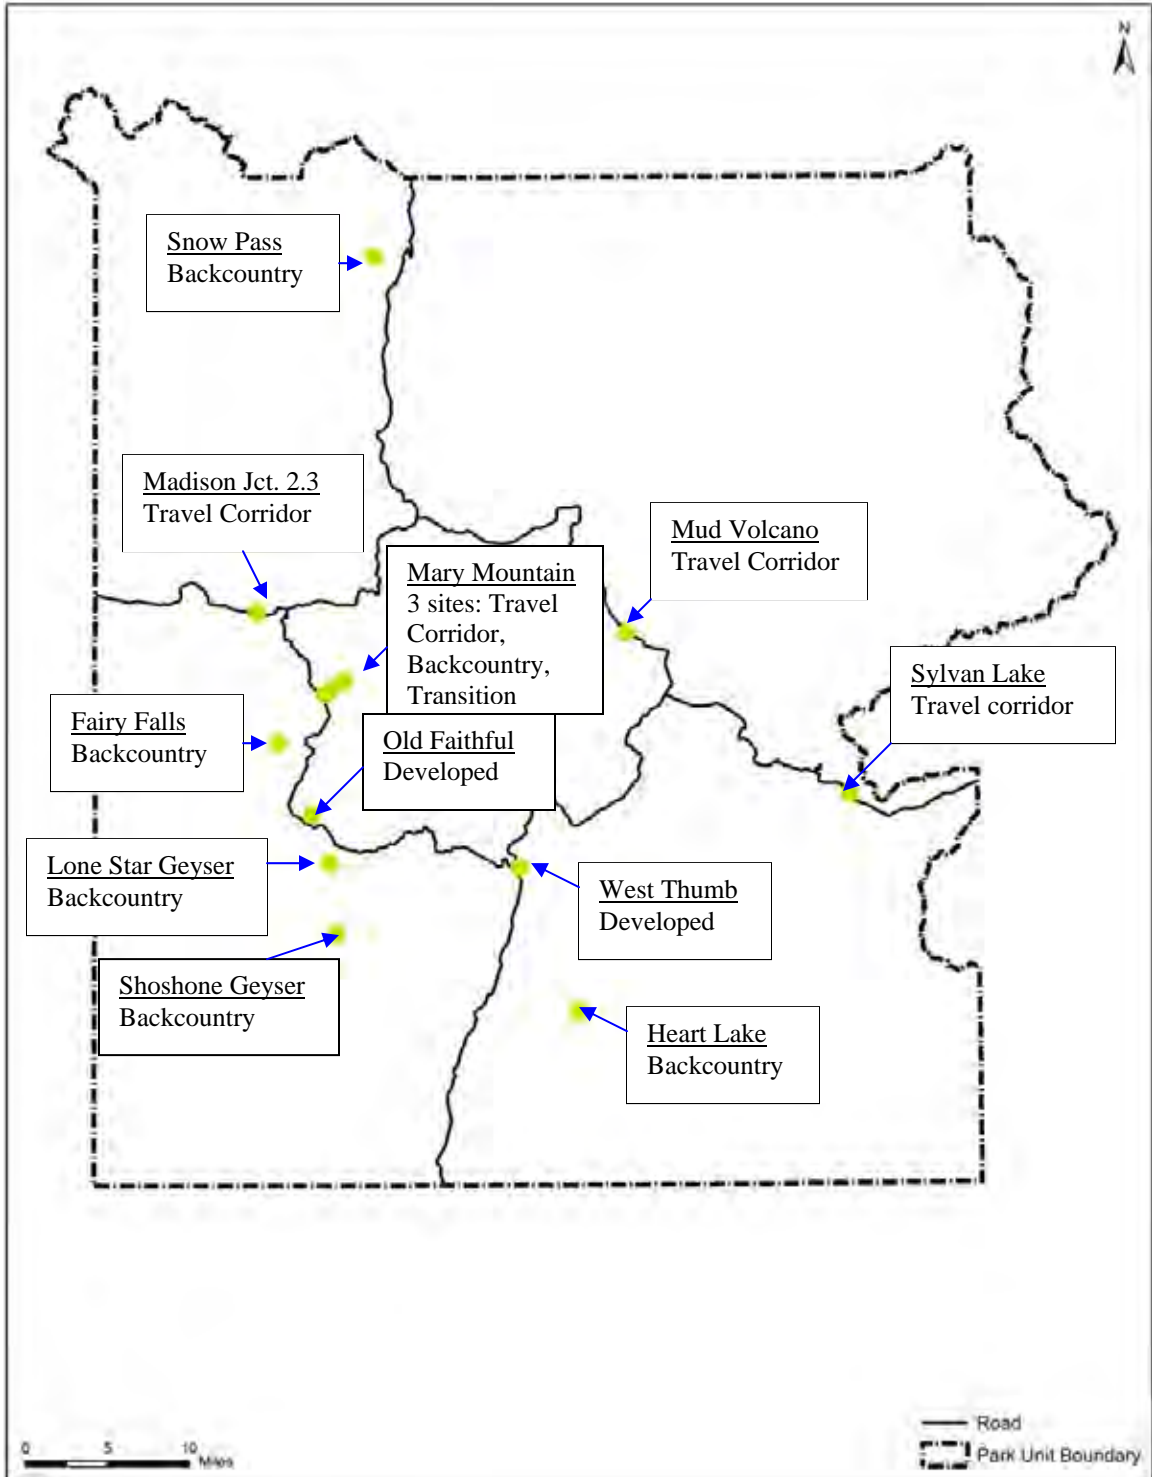 N
Snow Pass
Backcountry
Madison Jct. 2.3
Travel Corridor
Mary Mountain
3 sites: Travel
Corridor,
Backcountry,
Transition
Mud Volcano
Travel Corridor
Sylvan Lake
Travel corridor
Fairy Falls
Backcountry
Old Faithful
Developed
Lone Star Geyser
Backcountry
West Thumb
Developed
Shoshone Geyser
Backcountry
Heart Lake
Backcountry
0 5 10
Miles
Road
Park Unit Boundary